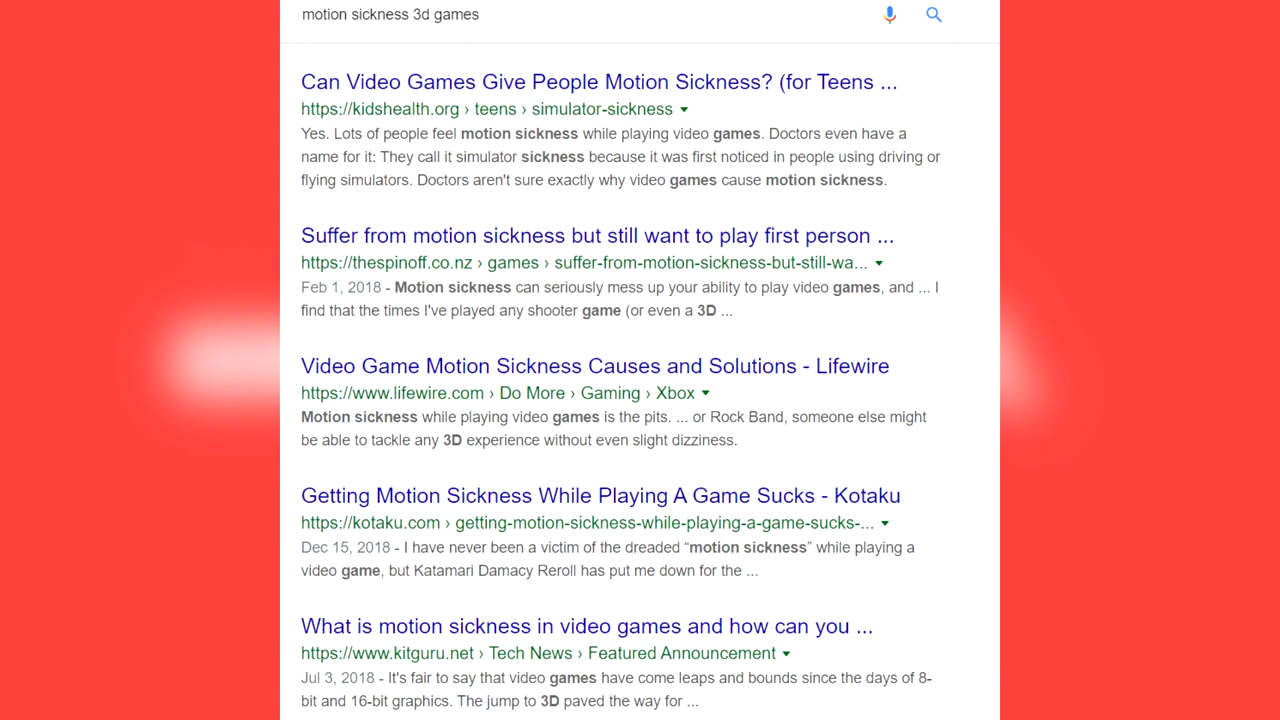 motion sickness 3d games
Can Video Games Give People Motion Sickness? (for Teens ...
https://kidshealth.org › teens › simulator-sickness
Yes. Lots of people feel motion sickness while playing video games. Doctors even have a
name for it: They call it simulator sickness because it was first noticed in people using driving or
flying simulators. Doctors aren't sure exactly why video games cause motion sickness.
Suffer from motion sickness but still want to play first person ...
https://thespinoff.co.nz › games › suffer-from-motion-sickness-but-still-wa...
Feb 1, 2018 - Motion sickness can seriously mess up your ability to play video games, and ... I
find that the times I've played any shooter game (or even a 3D ...
Video Game Motion Sickness Causes and Solutions - Lifewire
https://www.lifewire.com › Do More › Gaming › Xbox
Motion sickness while playing video games is the pits. ... or Rock Band, someone else might
be able to tackle any 3D experience without even slight dizziness.
Getting Motion Sickness While Playing A Game Sucks - Kotaku
https://kotaku.com › getting-motion-sickness-while-playing-a-game-sucks-...
Dec 15, 2018 - I have never been a victim of the dreaded “motion sickness” while playing a
video game, but Katamari Damacy Reroll has put me down for the ...
What is motion sickness in video games and how can you ...
https://www.kitguru.net › Tech News › Featured Announcement
Jul 3, 2018 - It's fair to say that video games have come leaps and bounds since the days of 8-
bit and 16-bit graphics. The jump to 3D paved the way for ...